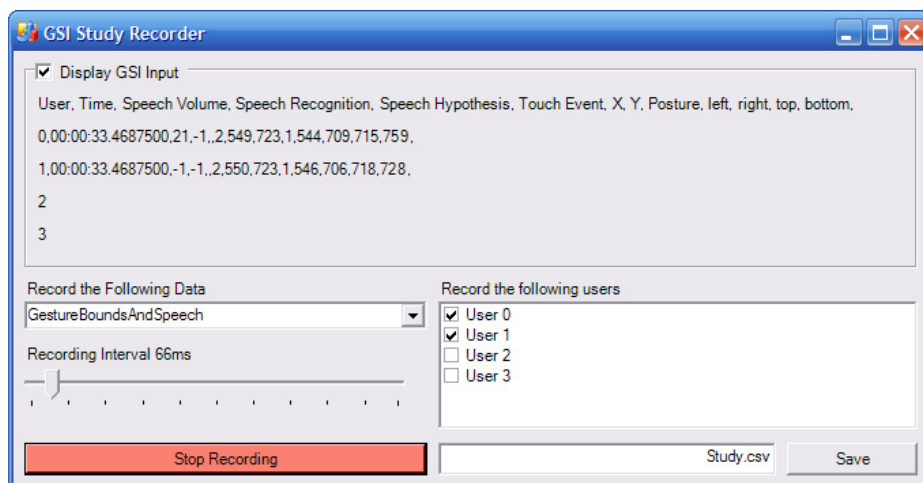 GSI Study Recorder
Display GSI Input
User, Time, Speech Volume, Speech Recognition, Speech Hypothesis, Touch Event, X, Y, Posture, left, right, top, bottom,
0,00:00:33.4687500,21,-1,,2,549,723,1,544,709,715,759,
1,00:00:33.4687500,-1,-1,,2,550,723,1,546,706,718,728,
2
3
Record the Following Data
GestureBoundsAndSpeech
Recording Interval 66ms
Record the following users
User 0
User 1
User 2
User 3
Stop Recording
Study.csv
Save